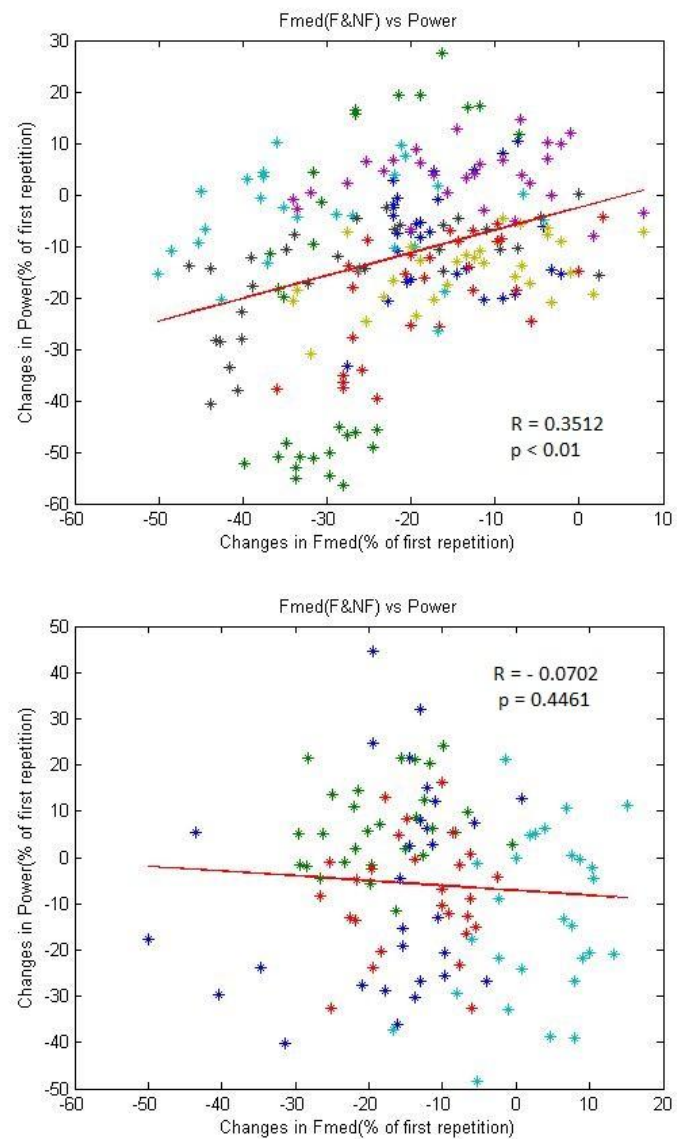 Fmed(F&NF) vs Power
30
20
10
0
-10
-20
-30
-40
-50
-60
Changes in Power(% of first repetition)
R = 0.3512
p < 0.01
-60 -50 -40 -30 -20 -10 0 10
Changes in Fmed(% of first repetition)
Fmed(F&NF) vs Power
50
40
30
20
10
0
-10
-20
-30
-40
-50
Changes in Power(% of first repetition)
R = - 0.0702
p = 0.4461
-60 -50 -40 -30 -20 -10 0 10 20
Changes in Fmed(% of first repetition)